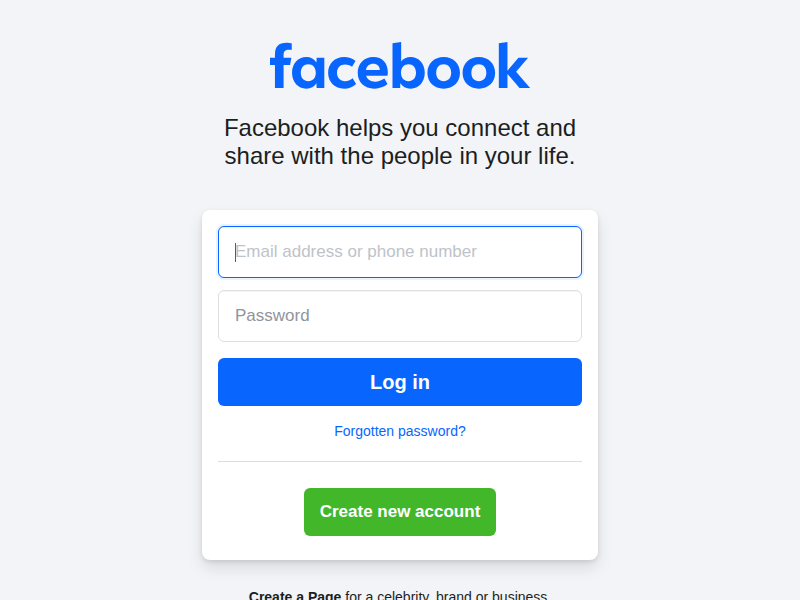 facebook
Facebook helps you connect and
share with the people in your life.
Email address or phone number
Password
Log in
Forgotten password?
Create new account
Create a Page for a celebrity, brand or business